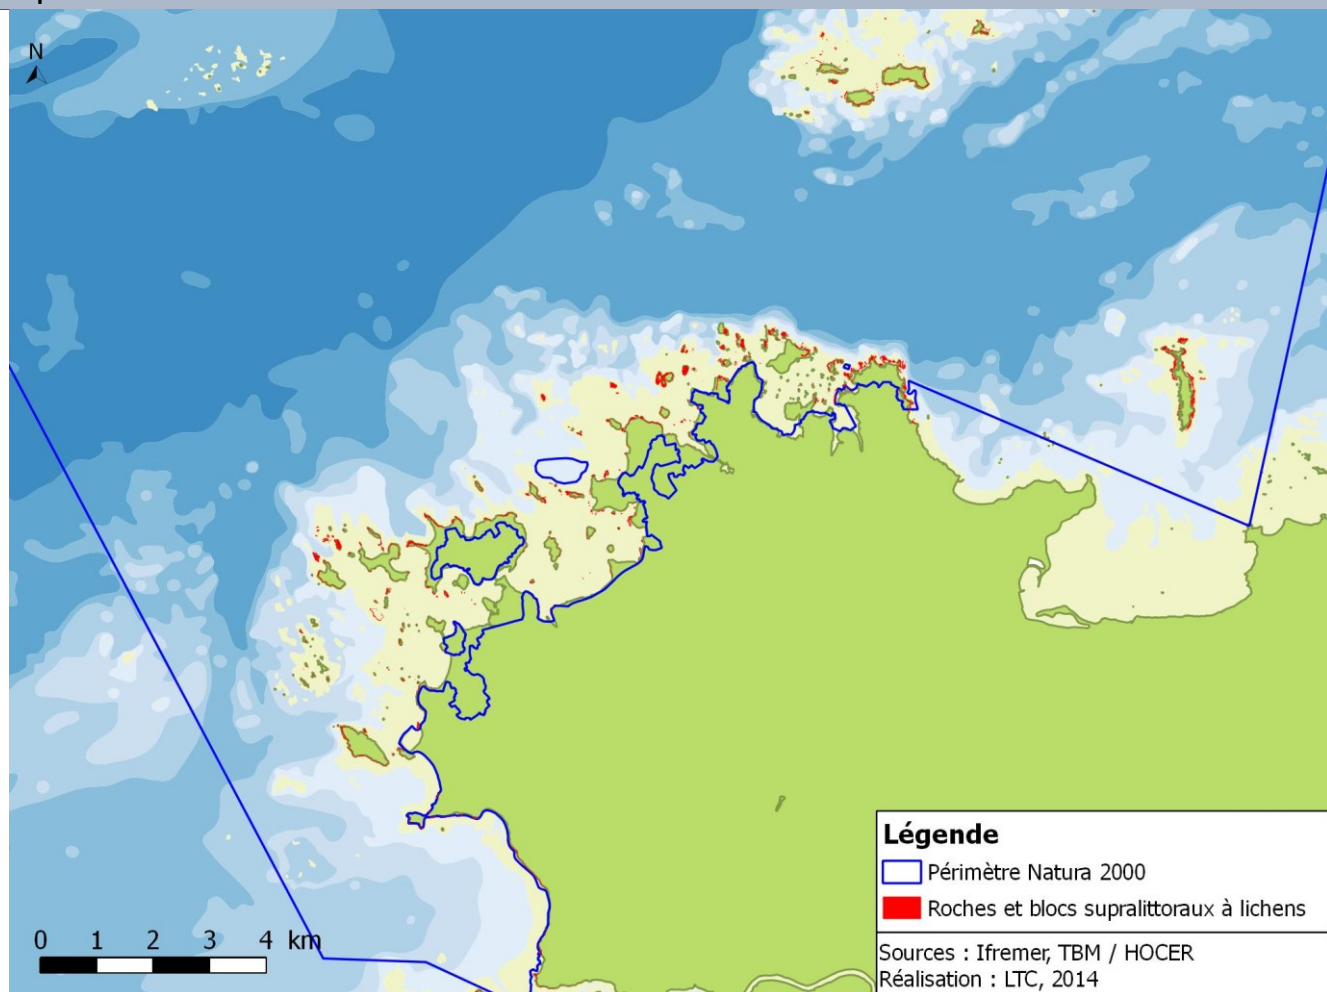 N
0 1 2 3 4 km
Légende
Périmètre Natura 2000
Roches et blocs supralittoraux à lichens
Sources : Ifremer, TBM / HOCER
Réalisation : LTC, 2014